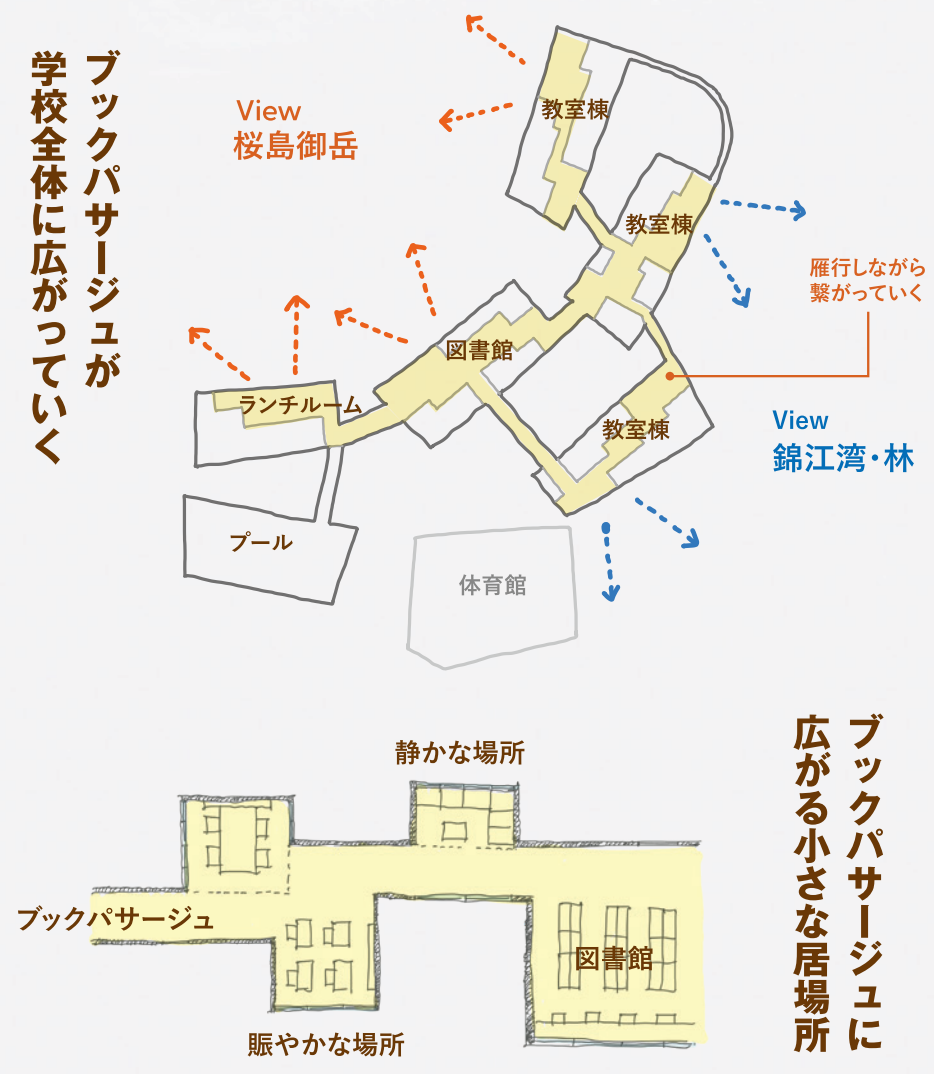 ブックパサージュが
学校全体に広がっていく
View
桜島御岳
教室棟
教室棟
雁行しながら
繋がっていく
図書館
ランチルーム
教室棟
View
錦江湾・林
プール
体育館
ブックパサージュに
広がる小さな居場所
静かな場所
ブックパサージュ
図書館
賑やかな場所